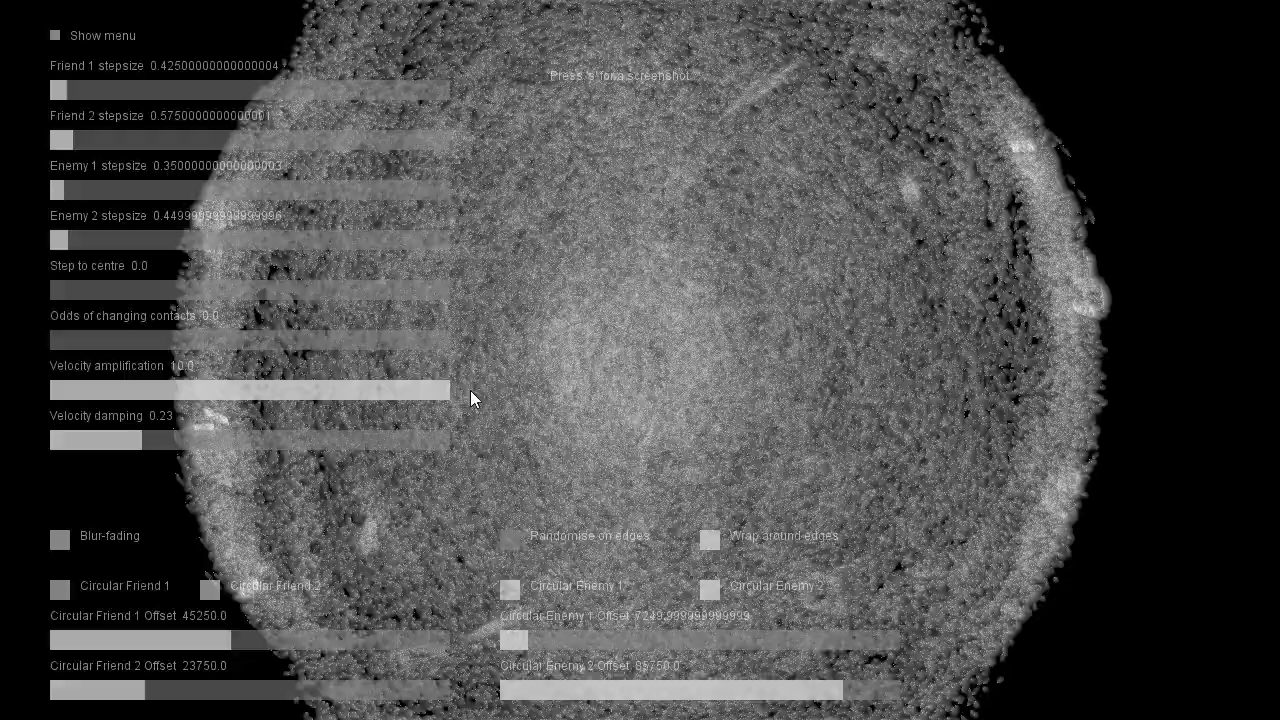 Show menu
Friend 1 stepsize 0.42500000000000004
Press 's' for a screenshot
Friend 2 stepsize 0.5750000000000001
Enemy 1 stepsize 0.35000000000000003
Enemy 2 stepsize 0.44999999999999996
Step to centre 0.0
Odds of changing contacts 0.0
Velocity amplification 10.0
Velocity damping 0.23
Blur-fading
Randomise on edges
Wrap around edges
Circular Friend 1
Circular Friend 2
Circular Enemy 1
Circular Enemy 2
Circular Friend 1 Offset 45250.0
Circular Enemy 1 Offset 7249.999999999999
Circular Friend 2 Offset 23750.0
Circular Enemy 2 Offset 85750.0